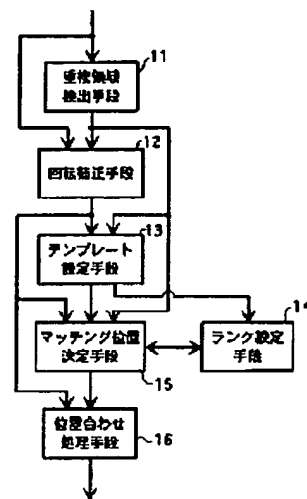 11
重複領域
検出手段
12
回転補正手段
13
テンプレート
設定手段
14
マッチング位置
決定手段
ランク設定
手段
15
位置合わせ
処理手段
16